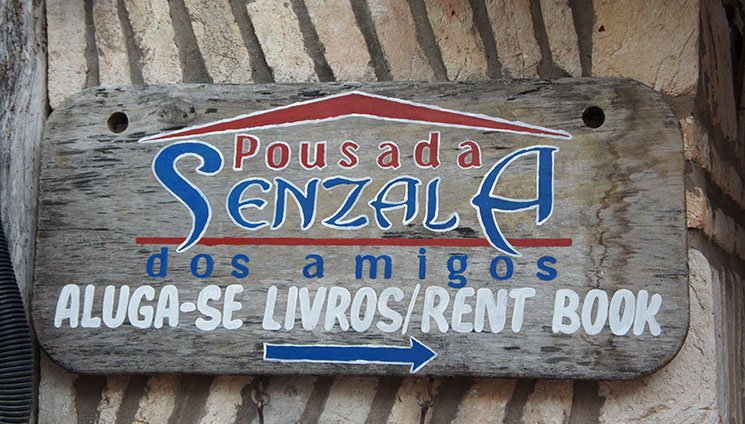 Pousada
SENZALA
dos amigos
ALUGA-SE LIVROS/RENT BOOK